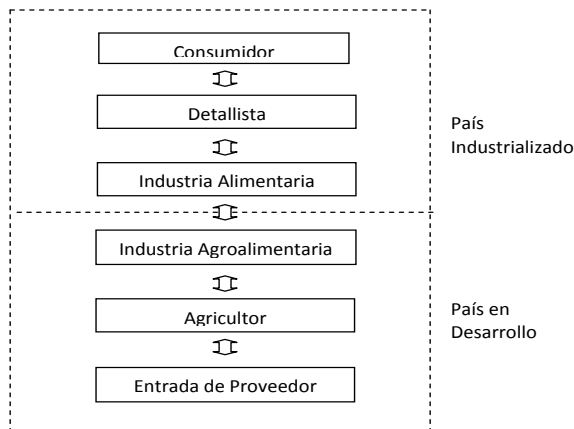 Consumidor
Detallista
País
Industrializado
Industria Alimentaria
Industria Agroalimentaria
Agricultor
País en
Desarrollo
Entrada de Proveedor